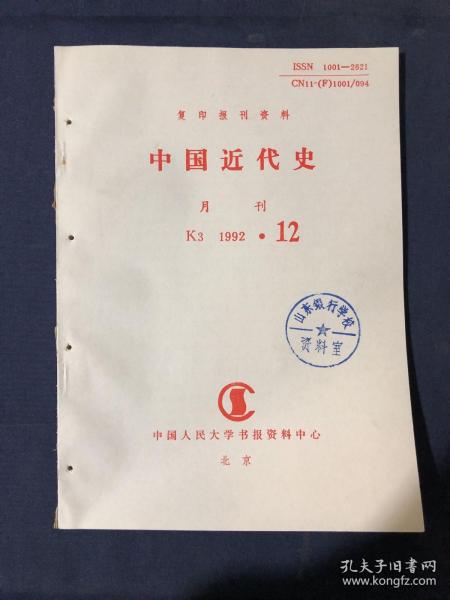 ISSN 1001—2621
CN11-(F)1001/094
复印报刊资料
中国近代史
月 刊
K3 1992 · 12
山东银行学校
资料室
中国人民大学书报资料中心
北京
孔夫子旧书网
www.kongfz.com